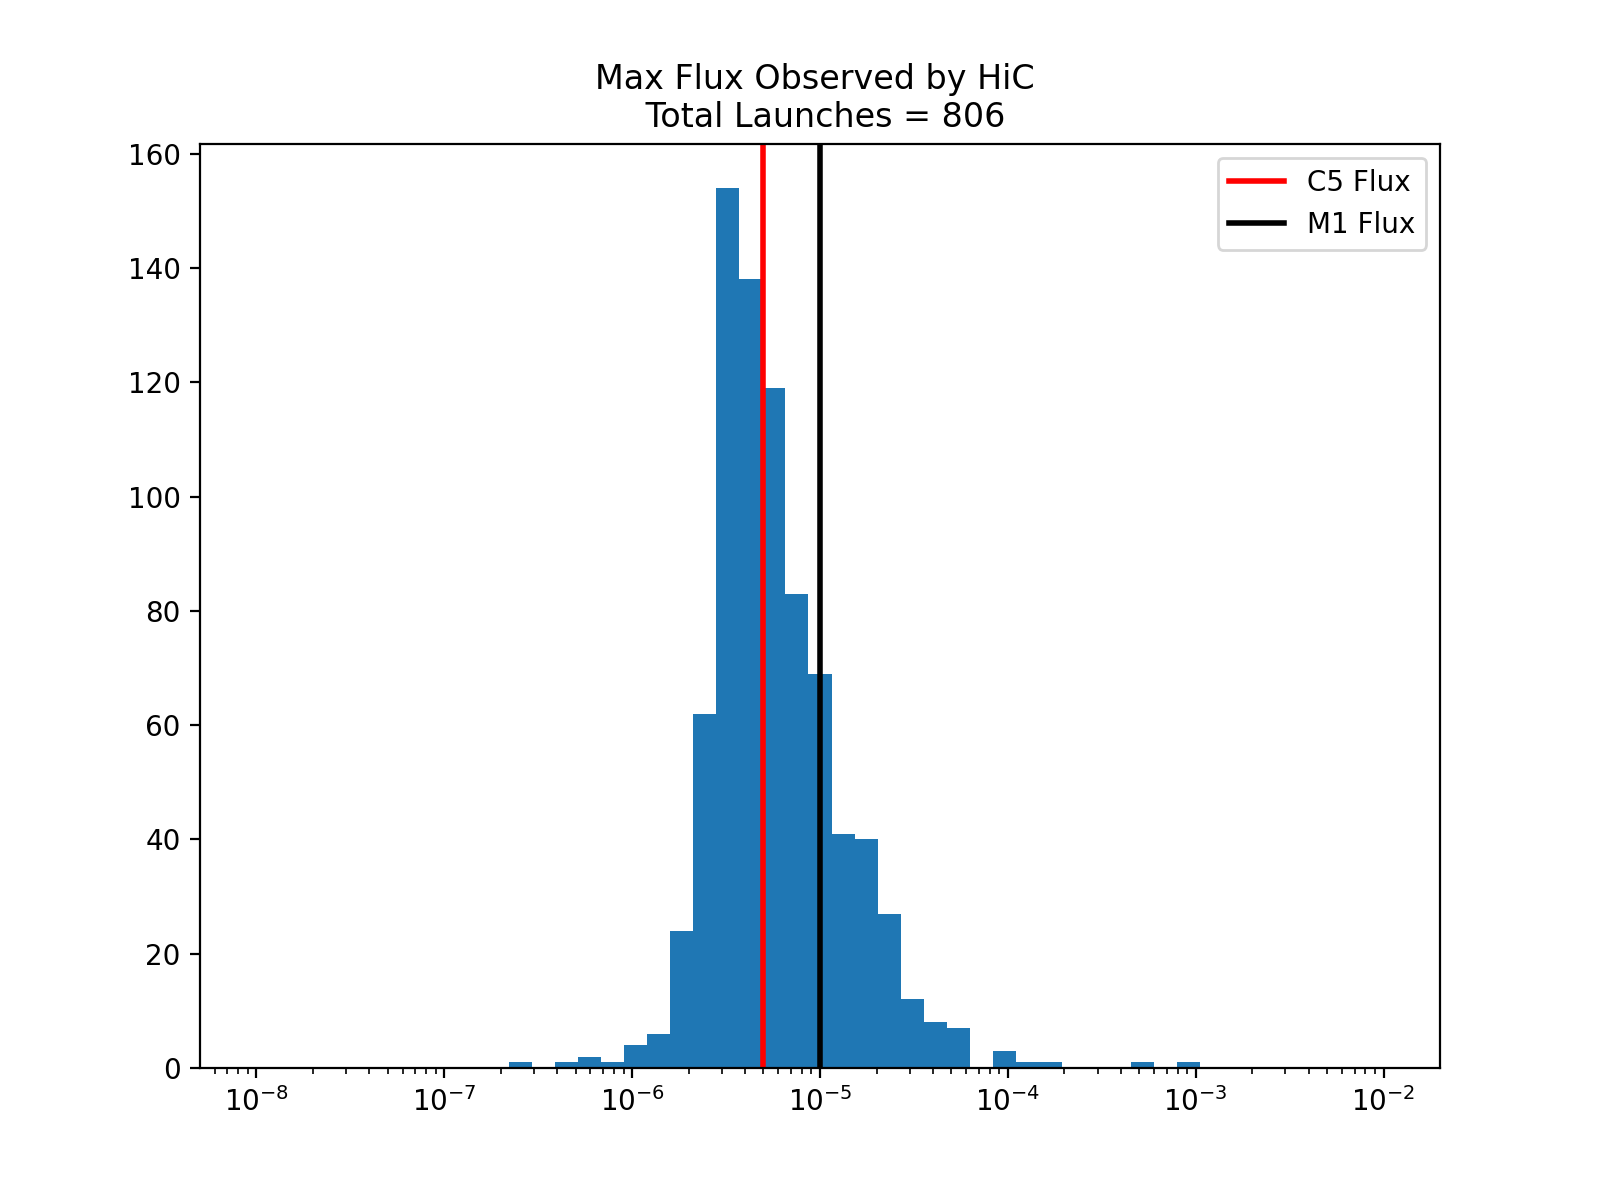 Max Flux Observed by HiC
Total Launches = 806
C5 Flux
M1 Flux
160
140
120
100
80
60
40
20
0
10⁻⁸ 10⁻⁷ 10⁻⁶ 10⁻⁵ 10⁻⁴ 10⁻³ 10⁻²